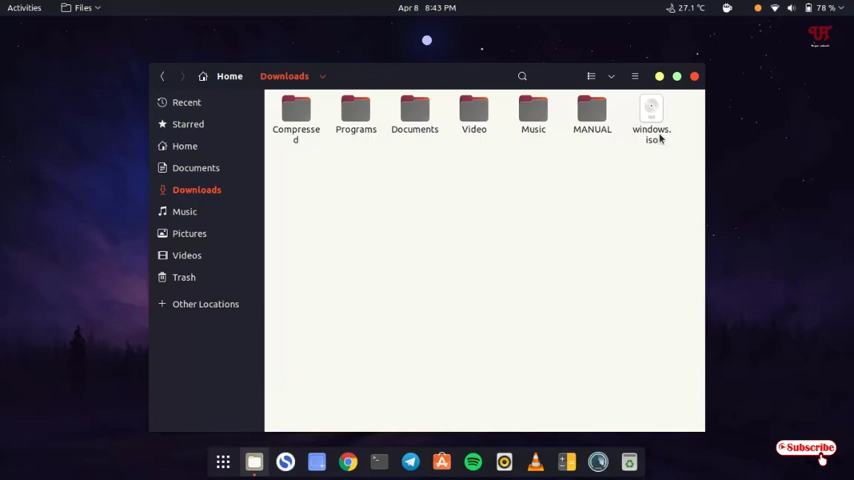 Activities
Files
Apr 8 8:43 PM
27.1 °C
78 %
Home
Downloads
Recent
Starred
Home
Documents
Downloads
Music
Pictures
Videos
Trash
Other Locations
Compresse
d
Programs
Documents
Video
Music
MANUAL
windows.
iso
Subscribe